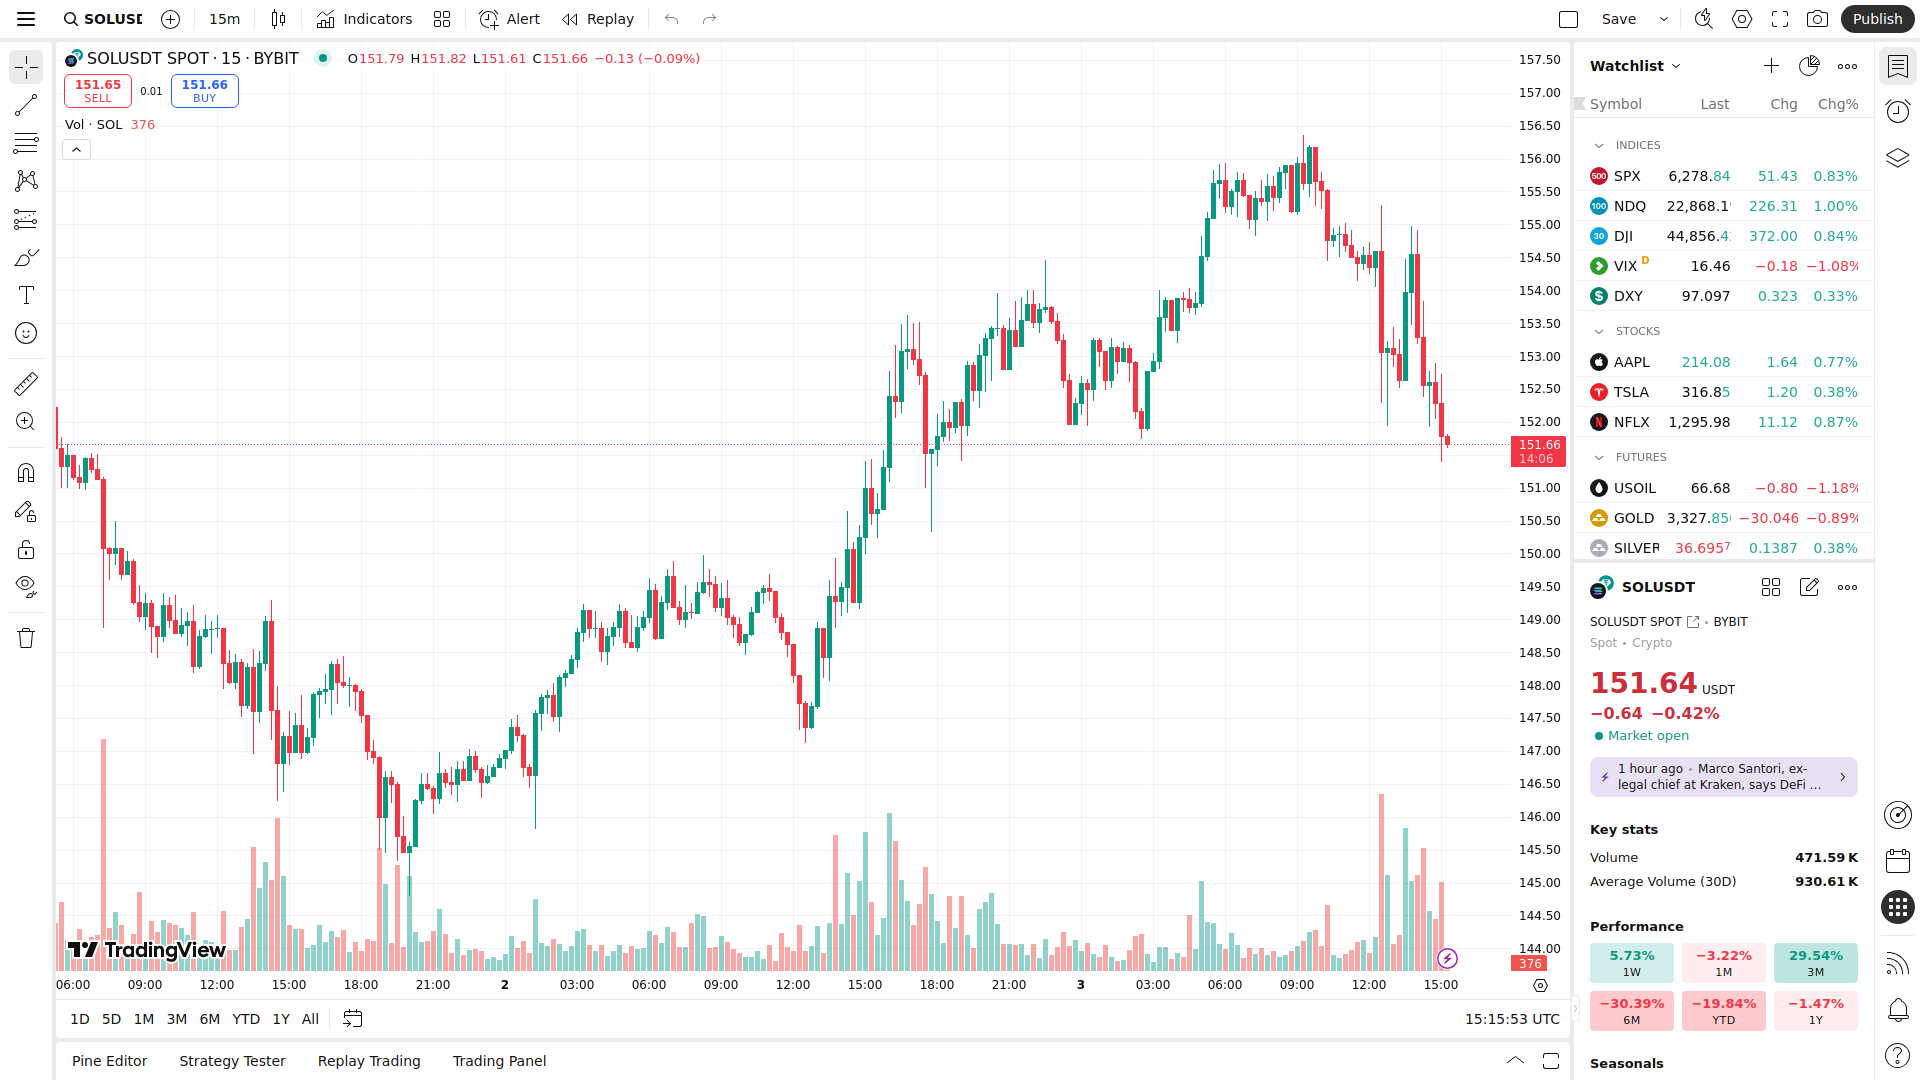 SOLUSD
15m
Indicators
Alert
Replay
Save
Publish
SOLUSDT SPOT · 15 · BYBIT
O151.79 H151.82 L151.61 C151.66 −0.13 (−0.09%)
151.65
SELL
0.01
151.66
BUY
Vol · SOL 376
157.50
157.00
156.50
156.00
155.50
155.00
154.50
154.00
153.50
153.00
152.50
152.00
151.66
14:06
151.00
150.50
150.00
149.50
149.00
148.50
148.00
147.50
147.00
146.50
146.00
145.50
145.00
144.50
144.00
376
TradingView
06:00 09:00 12:00 15:00 18:00 21:00 2 03:00 06:00 09:00 12:00 15:00 18:00 21:00 3 03:00 06:00 09:00 12:00 15:00
1D 5D 1M 3M 6M YTD 1Y All
15:15:53 UTC
Pine Editor Strategy Tester Replay Trading Trading Panel
Watchlist
Symbol Last Chg Chg%
INDICES
500 SPX 6,278.84 51.43 0.83%
100 NDQ 22,868.1 226.31 1.00%
30 DJI 44,856.4 372.00 0.84%
VIX D 16.46 −0.18 −1.08%
DXY 97.097 0.323 0.33%
STOCKS
AAPL 214.08 1.64 0.77%
TSLA 316.85 1.20 0.38%
NFLX 1,295.98 11.12 0.87%
FUTURES
USOIL 66.68 −0.80 −1.18%
GOLD 3,327.85 −30.046 −0.89%
SILVER 36.6957 0.1387 0.38%
SOLUSDT
SOLUSDT SPOT • BYBIT
Spot • Crypto
151.64 USDT
−0.64 −0.42%
Market open
1 hour ago • Marco Santori, ex-
legal chief at Kraken, says DeFi ...
Key stats
Volume 471.59 K
Average Volume (30D) 930.61 K
Performance
5.73%
1W
−3.22%
1M
29.54%
3M
−30.39%
6M
−19.84%
YTD
−1.47%
1Y
Seasonals